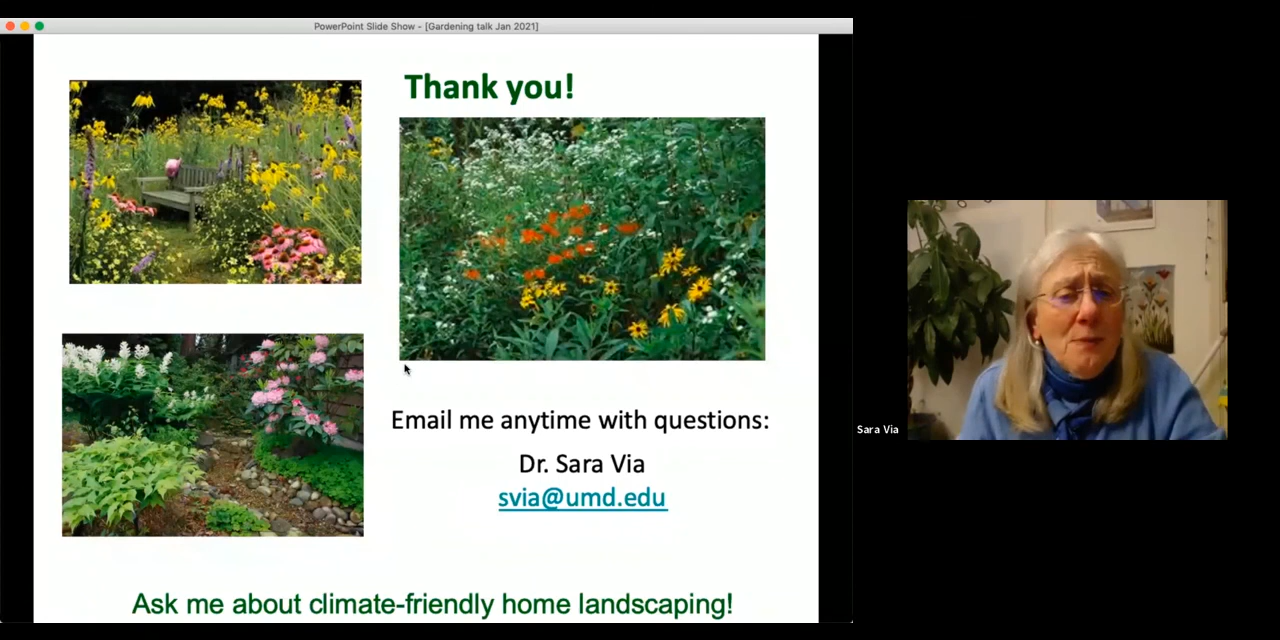 PowerPoint Slide Show - [Gardening talk Jan 2021]
Thank you!
Email me anytime with questions:
Dr. Sara Via
svia@umd.edu
Ask me about climate-friendly home landscaping!
Sara Via